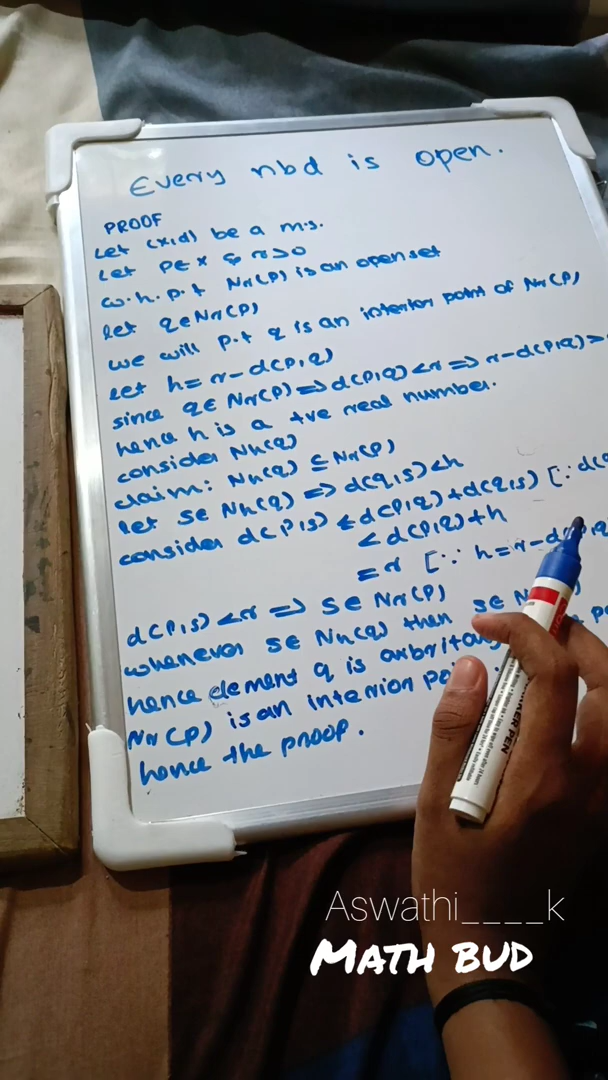 Every nbd is open.
PROOF
Let (X,d) be a m.s.
Let p∈X & r>0
w.h.p.t Nr(p) is an open set
let q∈Nr(p)
we will p.t q is an interior point of Nr(p)
Let h=r-d(p,q)
since q∈Nr(p)⟹d(p,q)<r⟹r-d(p,q)>
hence h is a +ve real number.
consider Nh(q)
claim: Nh(q)⊆Nr(p)
let s∈Nh(q)⟹d(q,s)<h
consider d(p,s)≤d(p,q)+d(q,s) [∵d(
<d(p,q)+h
=r [∵ h=r-d(p,q
d(p,s)<r⟹s∈Nr(p)
whenever s∈Nh(q) then s∈
hence element q is arbitrary
Nr(p) is an interior
hence the proof.
MARKER PEN
Aswathi____k
MATH BUD